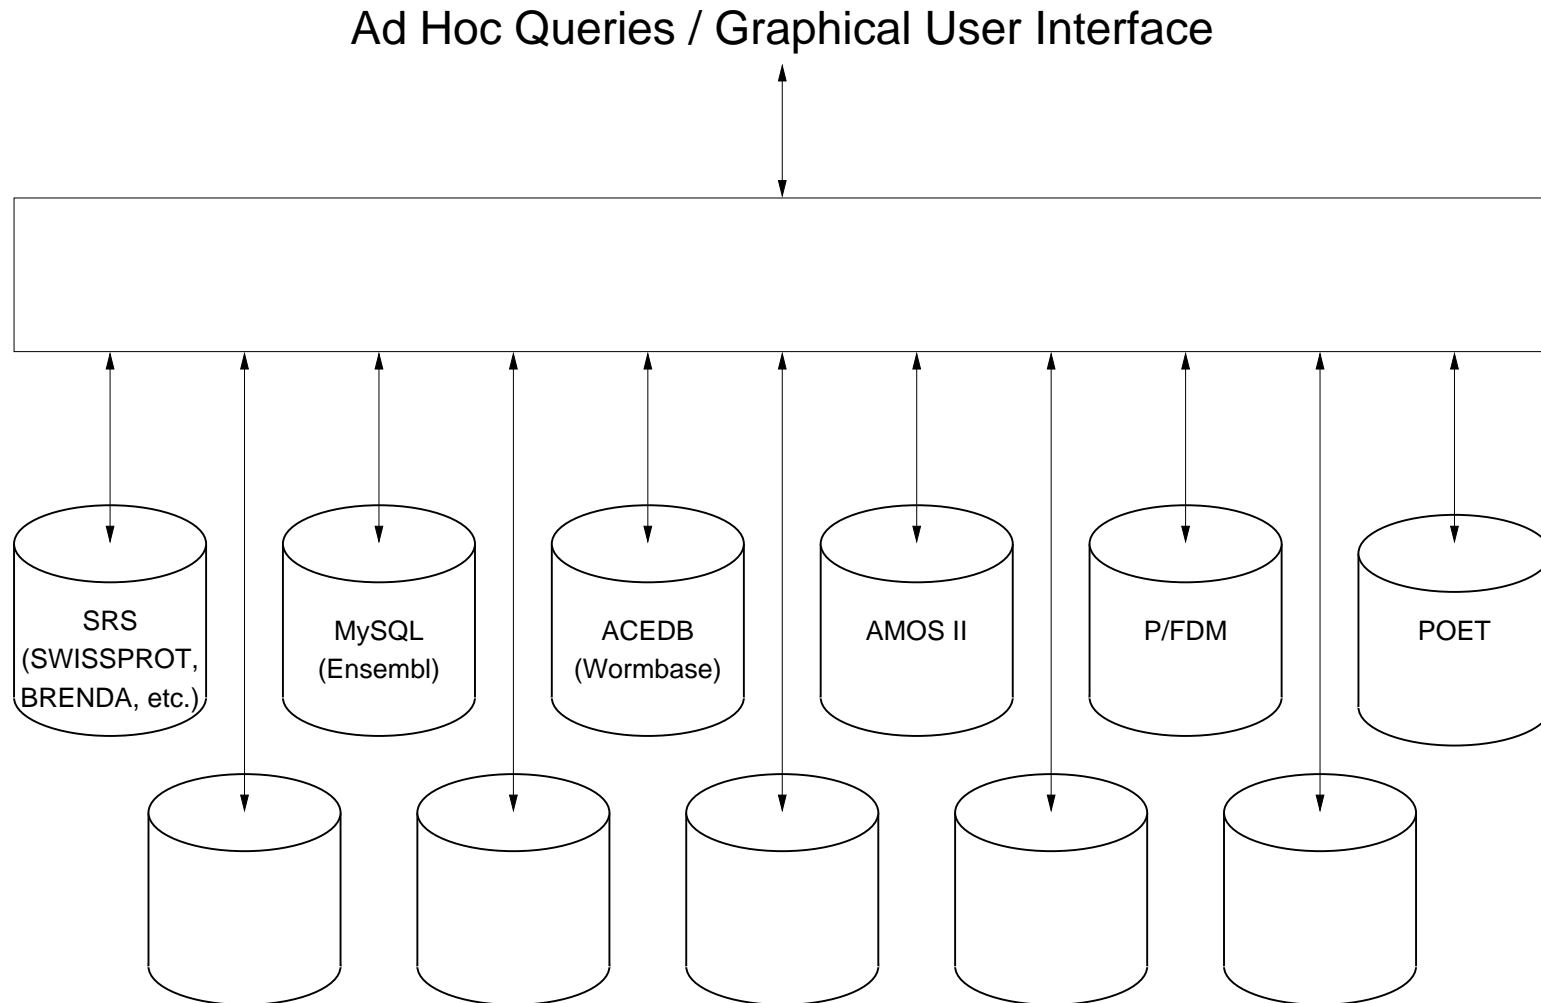 Ad Hoc Queries / Graphical User Interface
SRS
(SWISSPROT,
BRENDA, etc.)
MySQL
(Ensembl)
ACEDB
(Wormbase)
AMOS II
P/FDM
POET